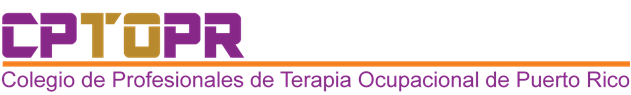 CPTOPR
Colegio de Profesionales de Terapia Ocupacional de Puerto Rico